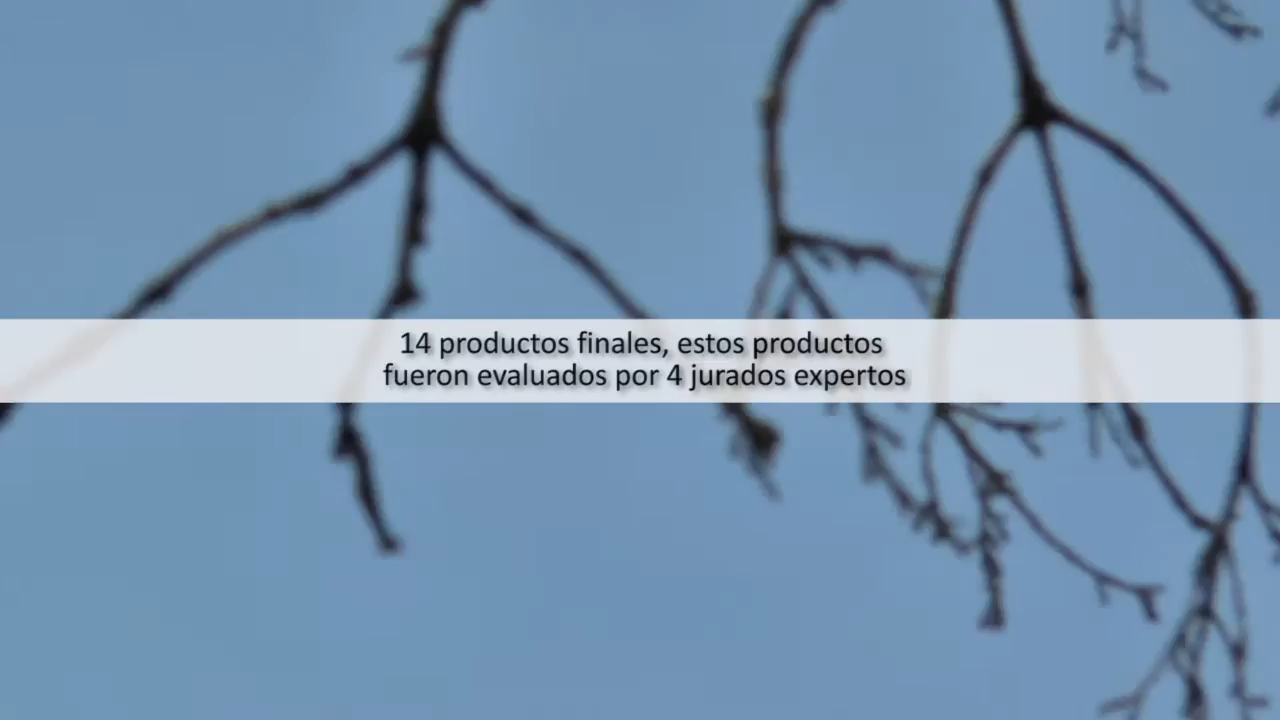 14 productos finales, estos productos
fueron evaluados por 4 jurados expertos